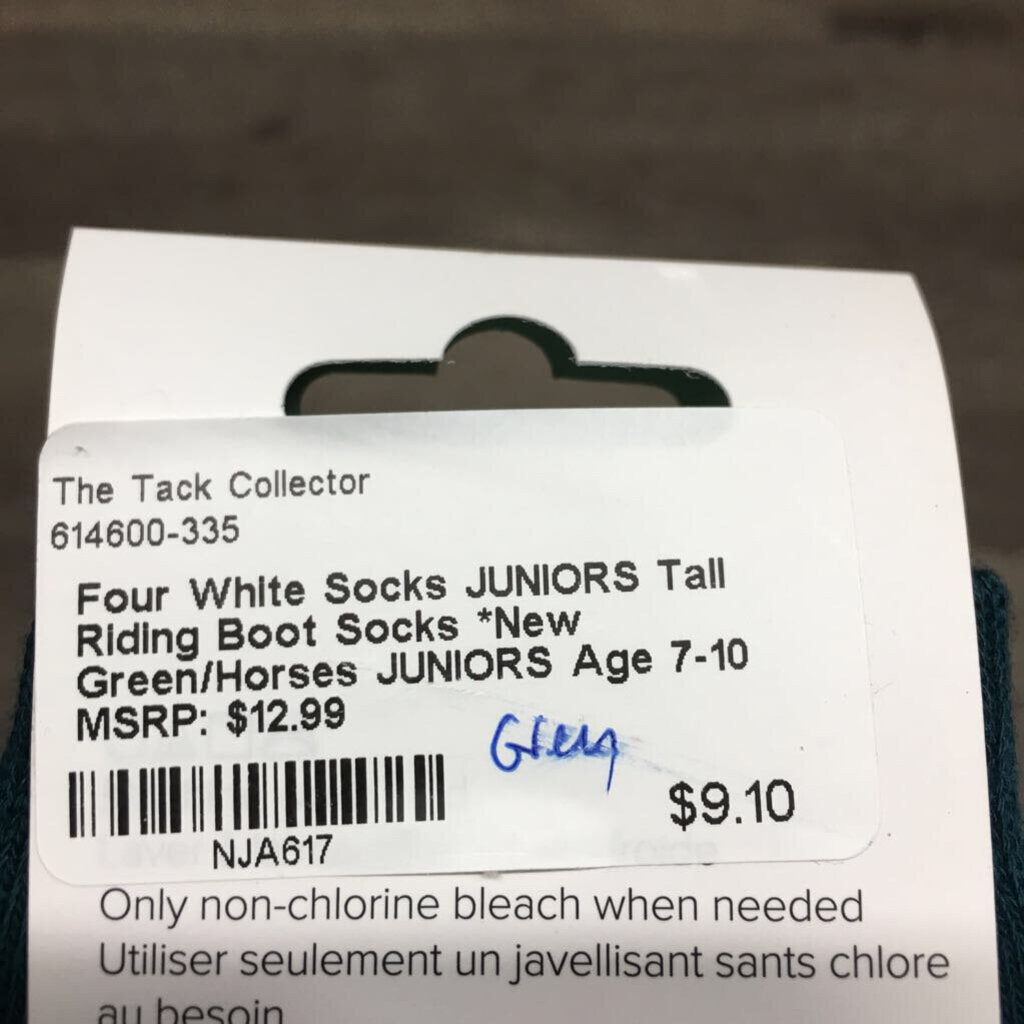 The Tack Collector
614600-335
Four White Socks JUNIORS Tall
Riding Boot Socks *New
Green/Horses JUNIORS Age 7-10
MSRP: $12.99
$9.10
NJA617
Only non-chlorine bleach when needed
Utiliser seulement un javellisant sants chlore
au besoin